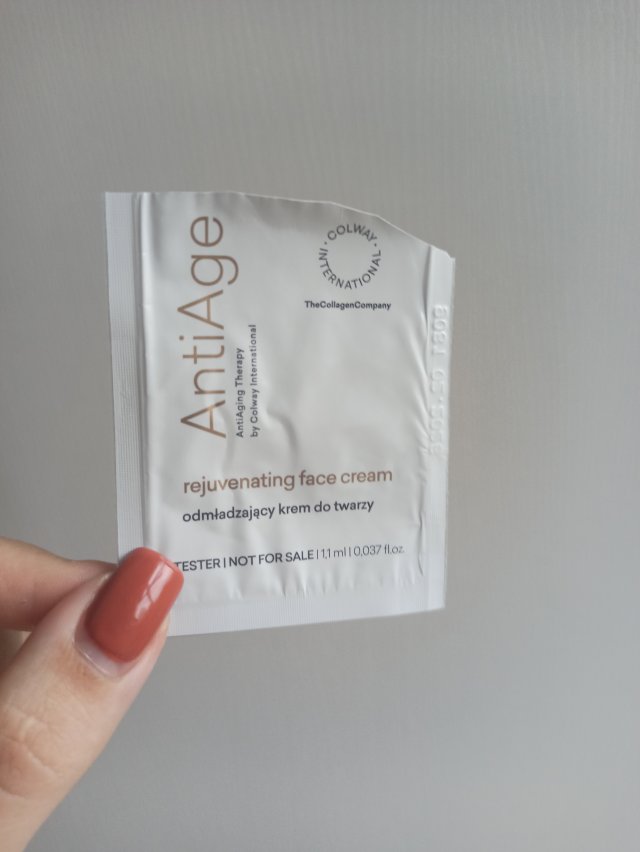 AntiAge
AntiAging Therapy
by Colway International
COLWAY · INTERNATIONAL ·
TheCollagenCompany
rejuvenating face cream
odmładzający krem do twarzy
TESTER | NOT FOR SALE | 1,1 ml | 0.037 fl.oz.